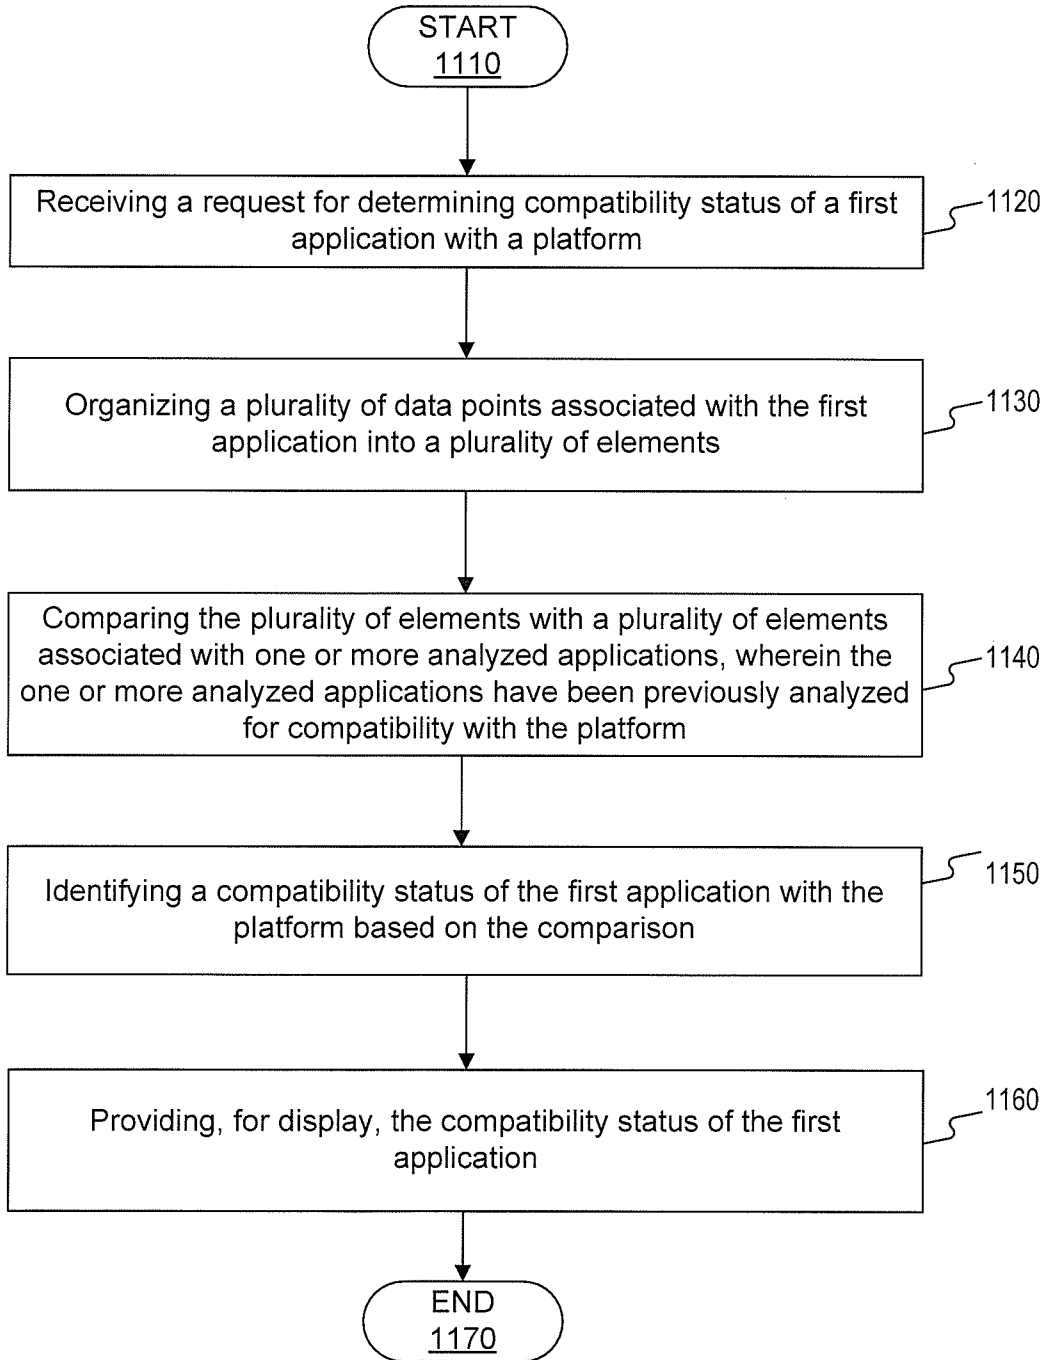 START
1110
Receiving a request for determining compatibility status of a first
application with a platform
1120
Organizing a plurality of data points associated with the first
application into a plurality of elements
1130
Comparing the plurality of elements with a plurality of elements
associated with one or more analyzed applications, wherein the
one or more analyzed applications have been previously analyzed
for compatibility with the platform
1140
Identifying a compatibility status of the first application with the
platform based on the comparison
1150
Providing, for display, the compatibility status of the first
application
1160
END
1170